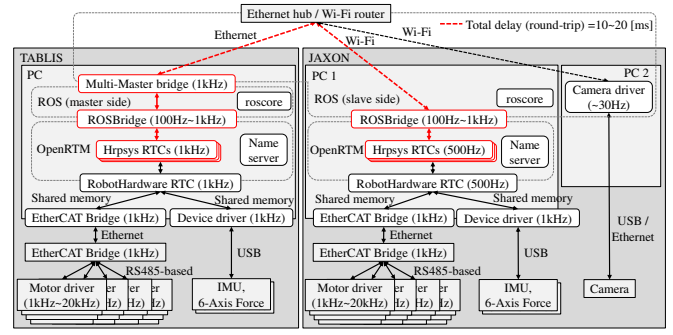 Ethernet hub / Wi-Fi router
Total delay (round-trip) =10~20 [ms]
Ethernet
Wi-Fi
Wi-Fi
TABLIS
PC
Multi-Master bridge (1kHz)
ROS (master side)
roscore
ROSBridge (100Hz~1kHz)
OpenRTM
Hrpsys RTCs (1kHz)
Name
server
RobotHardware RTC (1kHz)
Shared memory
Shared memory
EtherCAT Bridge (1kHz)
Device driver (1kHz)
Ethernet
EtherCAT Bridge (1kHz)
USB
RS485-based
Motor driver
(1kHz~20kHz)
IMU,
6-Axis Force
JAXON
PC 1
ROS (slave side)
roscore
ROSBridge (100Hz~1kHz)
OpenRTM
Hrpsys RTCs (500Hz)
Name
server
RobotHardware RTC (500Hz)
Shared memory
Shared memory
EtherCAT Bridge (1kHz)
Device driver (1kHz)
Ethernet
EtherCAT Bridge (1kHz)
USB
RS485-based
Motor driver
(1kHz~20kHz)
IMU,
6-Axis Force
PC 2
Camera driver
(~30Hz)
USB /
Ethernet
Camera